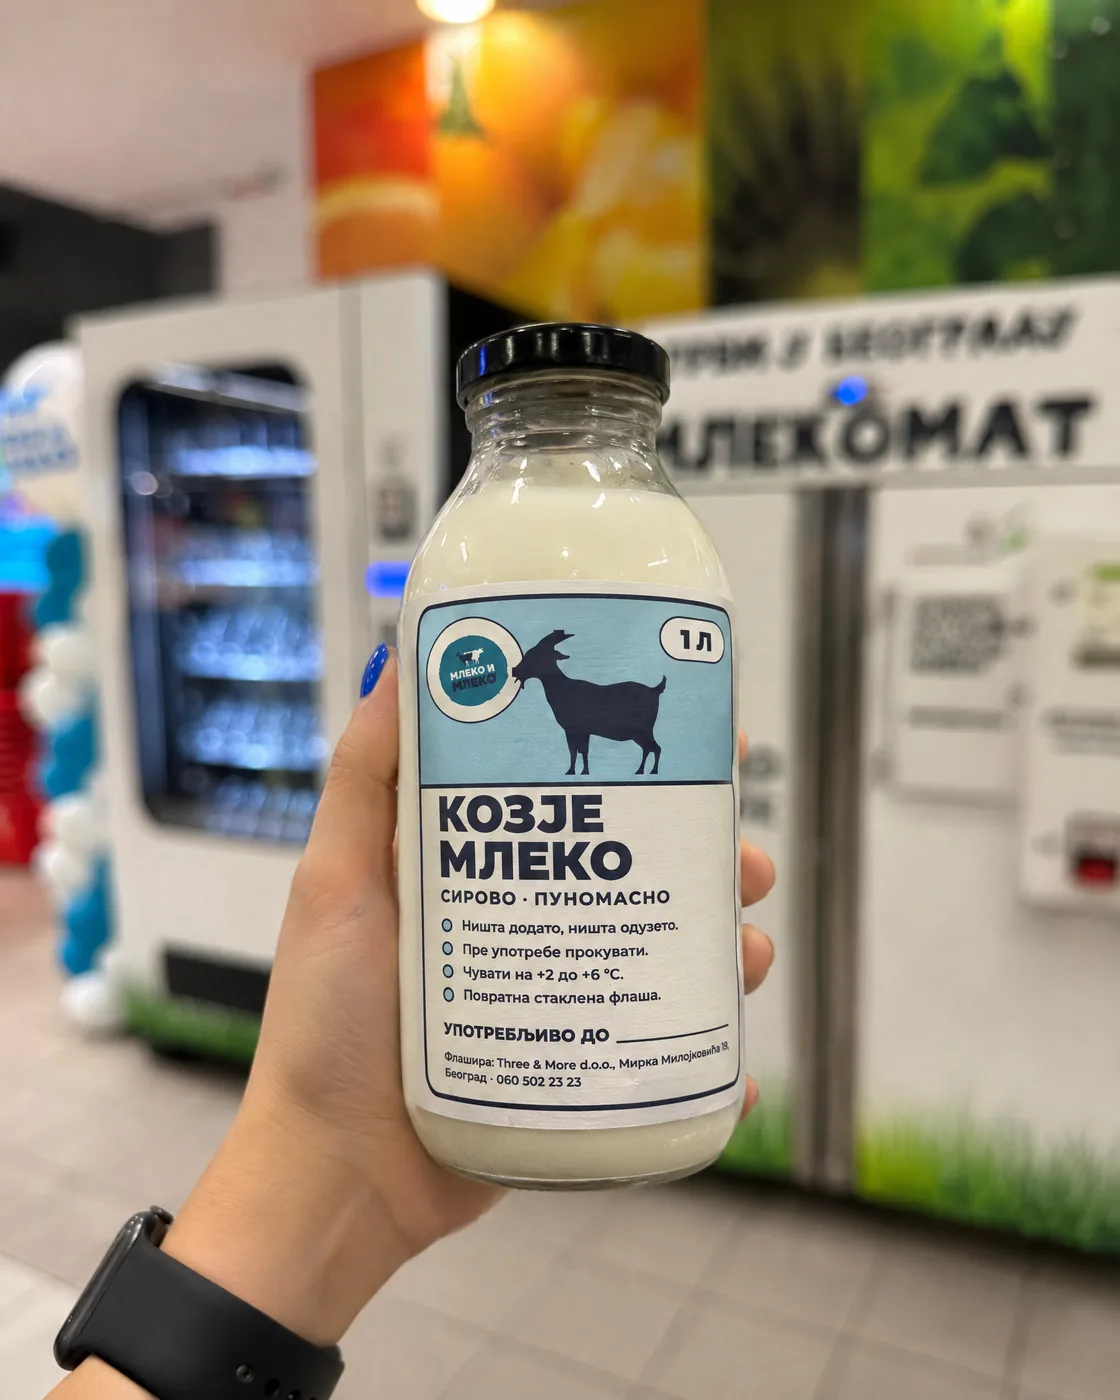 У БЕОГРАДУ
МЛЕКОМАТ
1 Л
МЛЕКО И
МЛЕКО
КОЗЈЕ
МЛЕКО
СИРОВО · ПУНОМАСНО
Ништа додато, ништа одузето.
Пре употребе прокувати.
Чувати на +2 до +6 °C.
Повратна стаклена флаша.
УПОТРЕБЉИВО ДО
Флашира: Three & More d.o.o., Мирка Милојковића 19,
Београд · 060 502 23 23